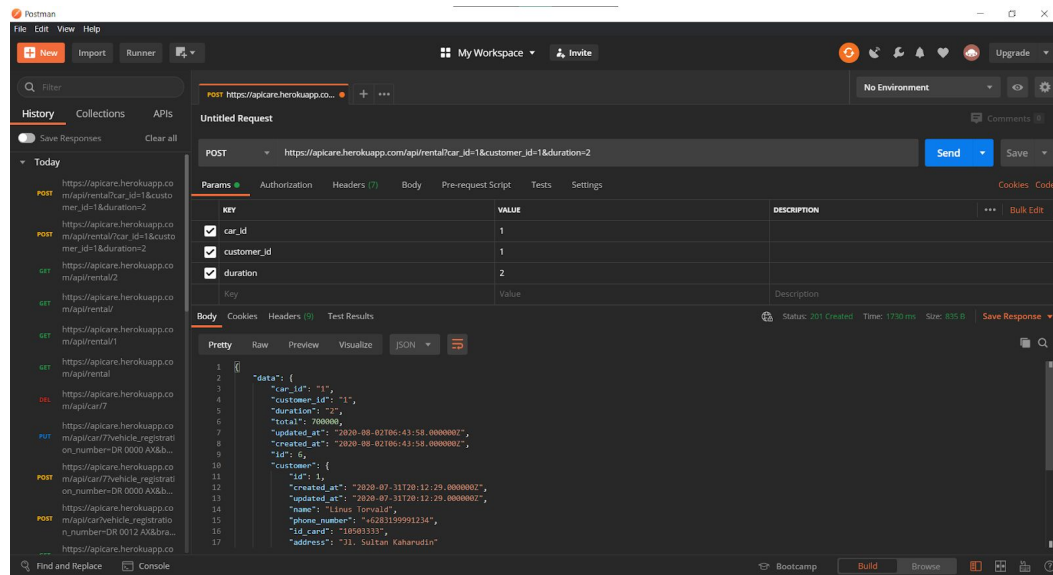 Postman
File Edit View Help
New Import Runner My Workspace Invite Upgrade
Filter
History Collections APIs
Save Responses Clear all
Today
POST https://apicare.herokuapp.co
m/api/rental?car_id=1&custo
mer_id=1&duration=2
POST https://apicare.herokuapp.co
m/api/rental/?car_id=1&custo
mer_id=1&duration=2
GET https://apicare.herokuapp.co
m/api/rental/2
GET https://apicare.herokuapp.co
m/api/rental/
GET https://apicare.herokuapp.co
m/api/rental/1
GET https://apicare.herokuapp.co
m/api/rental
DEL https://apicare.herokuapp.co
m/api/car/7
PUT https://apicare.herokuapp.co
m/api/car/7?vehicle_registrati
on_number=DR 0000 AX&b...
POST https://apicare.herokuapp.co
m/api/car/7?vehicle_registrati
on_number=DR 0000 AX&b...
POST https://apicare.herokuapp.co
m/api/car?vehicle_registratio
n_number=DR 0012 AX&bra...
https://apicare.herokuapp.co
POST https://apicare.herokuapp.co... + ...
No Environment
Untitled Request
Comments 0
POST https://apicare.herokuapp.com/api/rental?car_id=1&customer_id=1&duration=2
Send Save
Params Authorization Headers (7) Body Pre-request Script Tests Settings Cookies Code
KEY VALUE DESCRIPTION ... Bulk Edit
car_id 1
customer_id 1
duration 2
Key Value Description
Body Cookies Headers (9) Test Results Status: 201 Created Time: 1730 ms Size: 835 B Save Response
Pretty Raw Preview Visualize JSON
1 {
2 "data": {
3 "car_id": "1",
4 "customer_id": "1",
5 "duration": "2",
6 "total": 700000,
7 "updated_at": "2020-08-02T06:43:58.000000Z",
8 "created_at": "2020-08-02T06:43:58.000000Z",
9 "id": 6,
10 "customer": {
11 "id": 1,
12 "created_at": "2020-07-31T20:12:29.000000Z",
13 "updated_at": "2020-07-31T20:12:29.000000Z",
14 "name": "Linus Torvald",
15 "phone_number": "+6283199991234",
16 "id_card": "10503333",
17 "address": "Jl. Sultan Kaharudin"
Find and Replace Console Bootcamp Build Browse